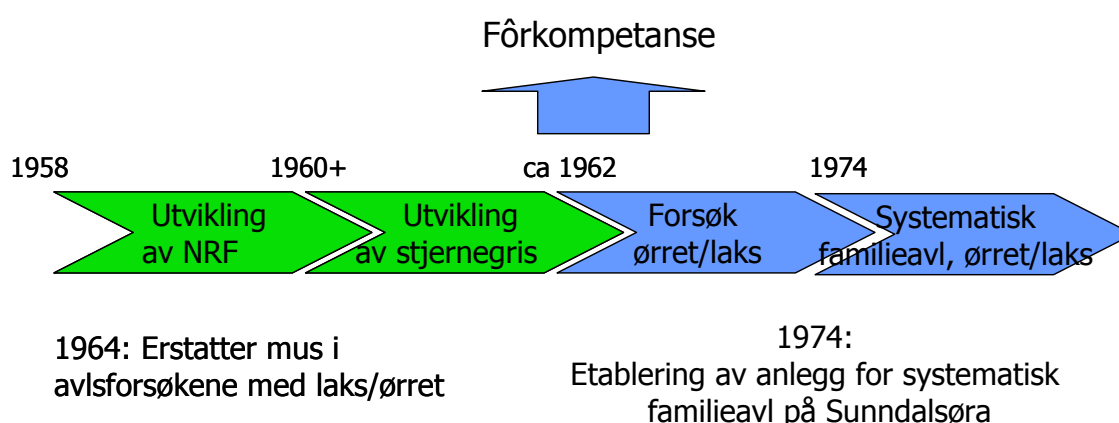 Fôrkompetanse
1958
1960+
ca 1962
1974
Utvikling
av NRF
Utvikling
av stjernegris
Forsøk
ørret/laks
Systematisk
familieavl, ørret/laks
1964: Erstatter mus i
avlsforsøkene med laks/ørret
1974:
Etablering av anlegg for systematisk
familieavl på Sunndalsøra